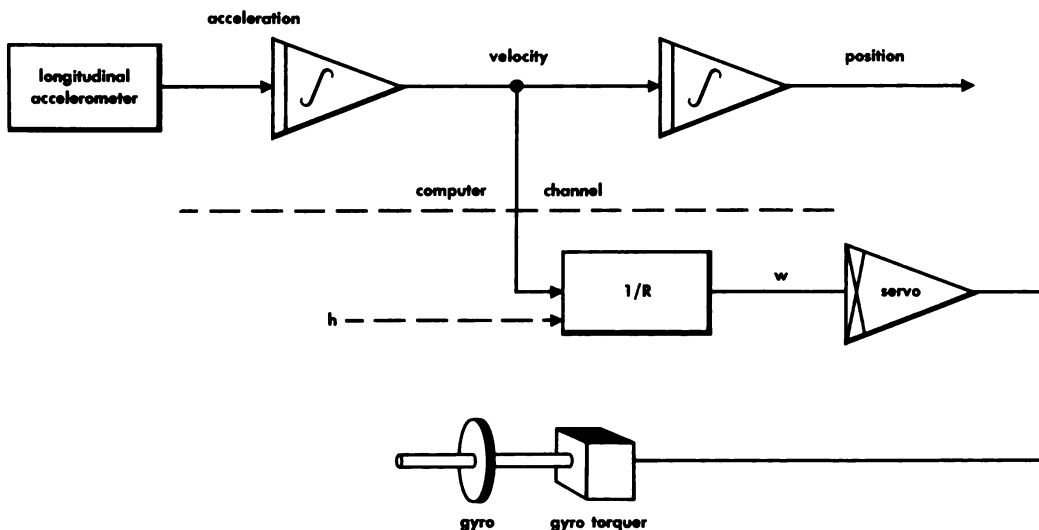 acceleration
longitudinal
accelerometer
∫
velocity
∫
position
computer channel
h
1/R
w
servo
gyro
gyro torquer